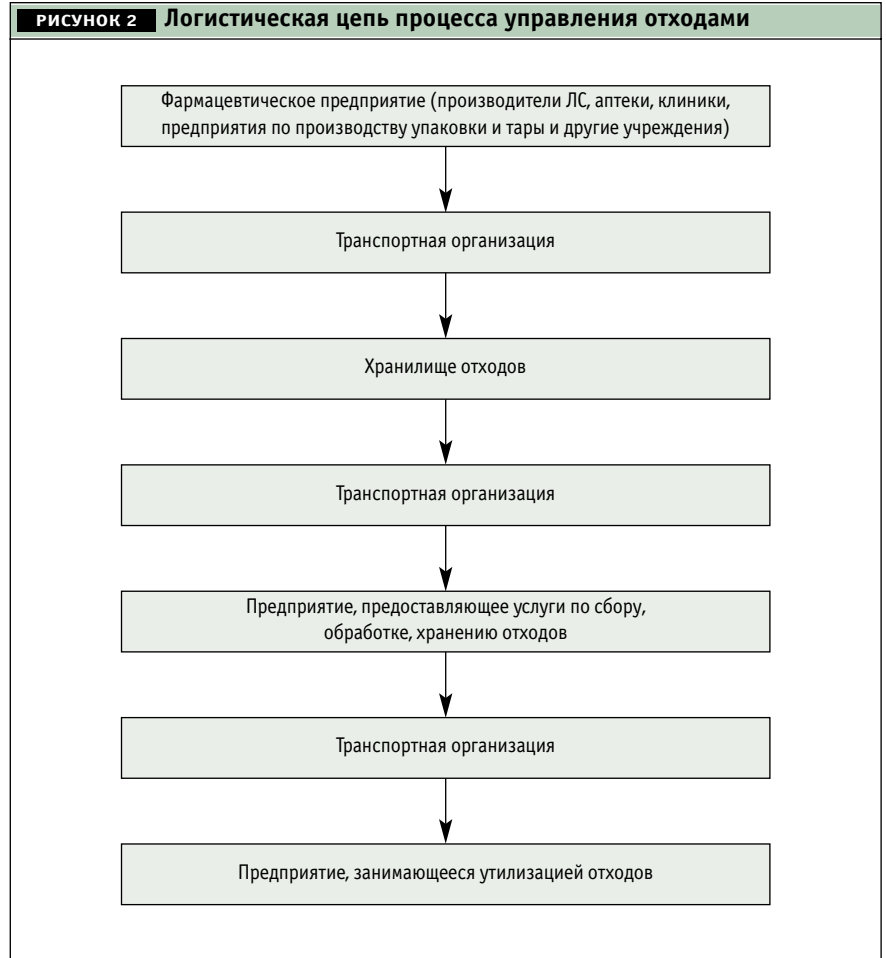 РИСУНОК 2 Логистическая цепь процесса управления отходами
Фармацевтическое предприятие (производители ЛС, аптеки, клиники,
предприятия по производству упаковки и тары и другие учреждения)
Транспортная организация
Хранилище отходов
Транспортная организация
Предприятие, предоставляющее услуги по сбору,
обработке, хранению отходов
Транспортная организация
Предприятие, занимающееся утилизацией отходов